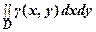 ∬γ(x, y) dxdy
D